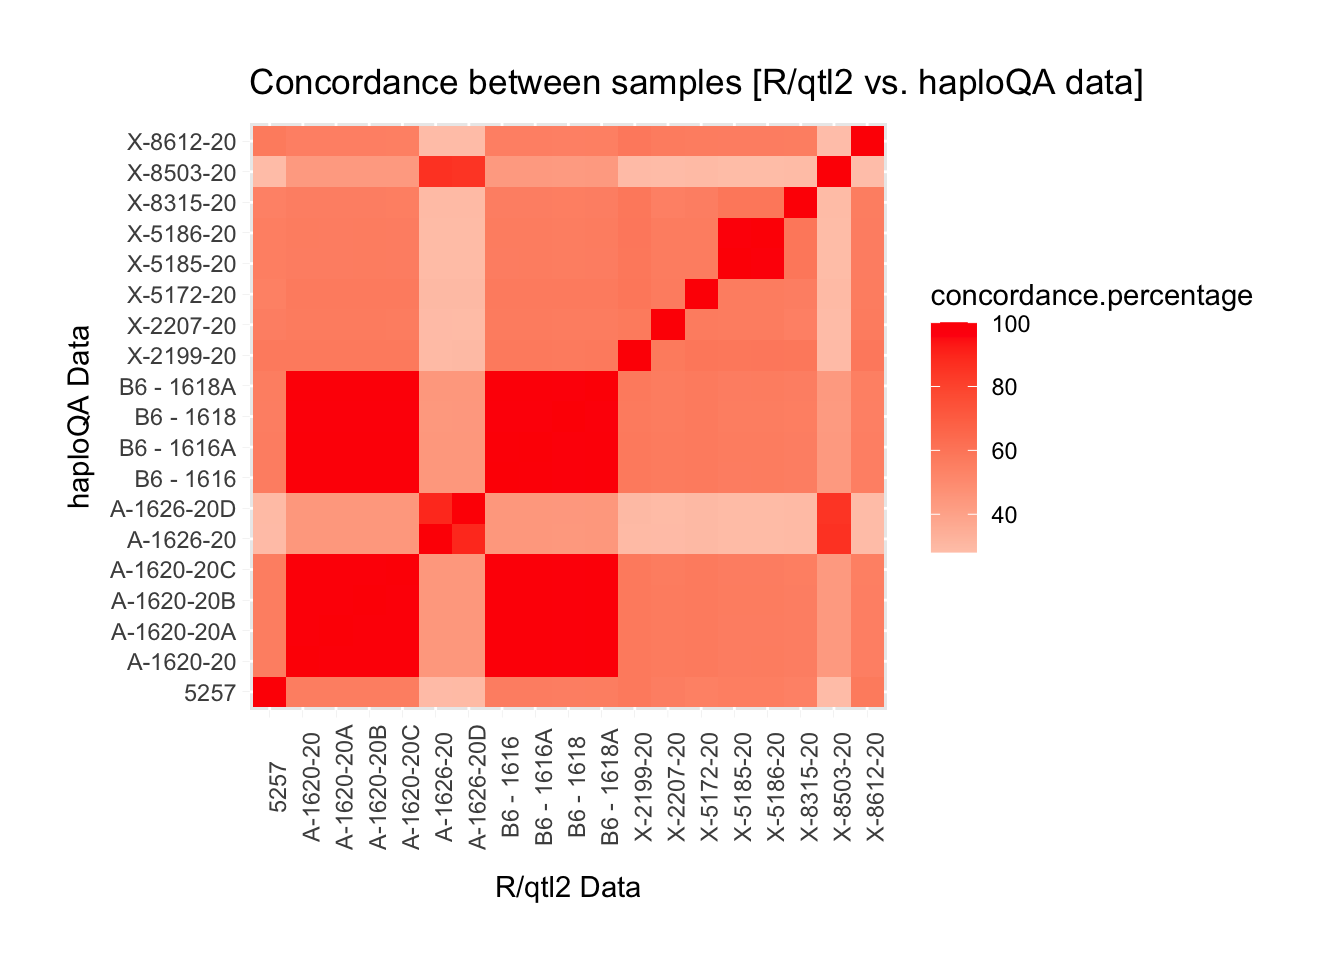 Concordance between samples [R/qtl2 vs. haploQA data]
X-8612-20
X-8503-20
X-8315-20
X-5186-20
X-5185-20
X-5172-20
X-2207-20
X-2199-20
B6 - 1618A
B6 - 1618
B6 - 1616A
B6 - 1616
A-1626-20D
A-1626-20
A-1620-20C
A-1620-20B
A-1620-20A
A-1620-20
5257
haploQA Data
5257
A-1620-20
A-1620-20A
A-1620-20B
A-1620-20C
A-1626-20
A-1626-20D
B6 - 1616
B6 - 1616A
B6 - 1618
B6 - 1618A
X-2199-20
X-2207-20
X-5172-20
X-5185-20
X-5186-20
X-8315-20
X-8503-20
X-8612-20
R/qtl2 Data
concordance.percentage
100
80
60
40